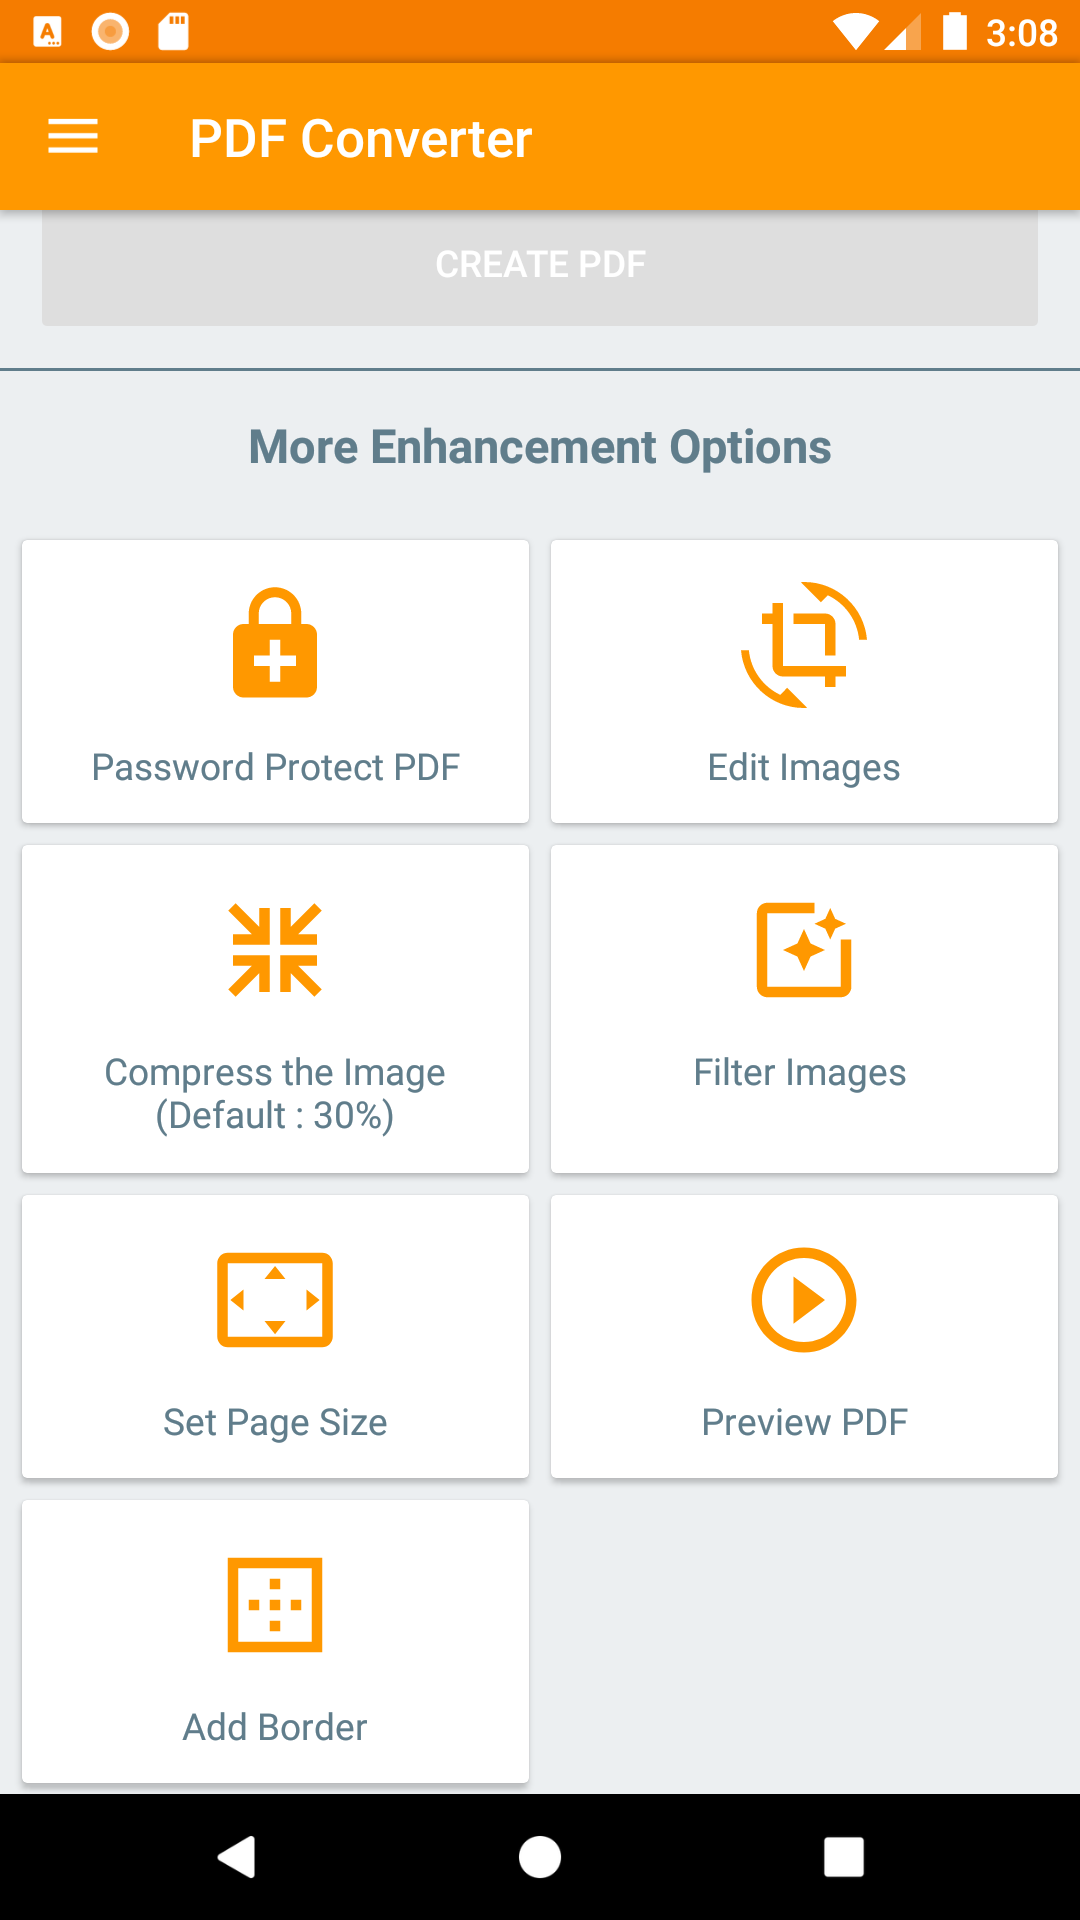 3:08
PDF Converter
CREATE PDF
More Enhancement Options
Password Protect PDF
Edit Images
Compress the Image
(Default : 30%)
Filter Images
Set Page Size
Preview PDF
Add Border